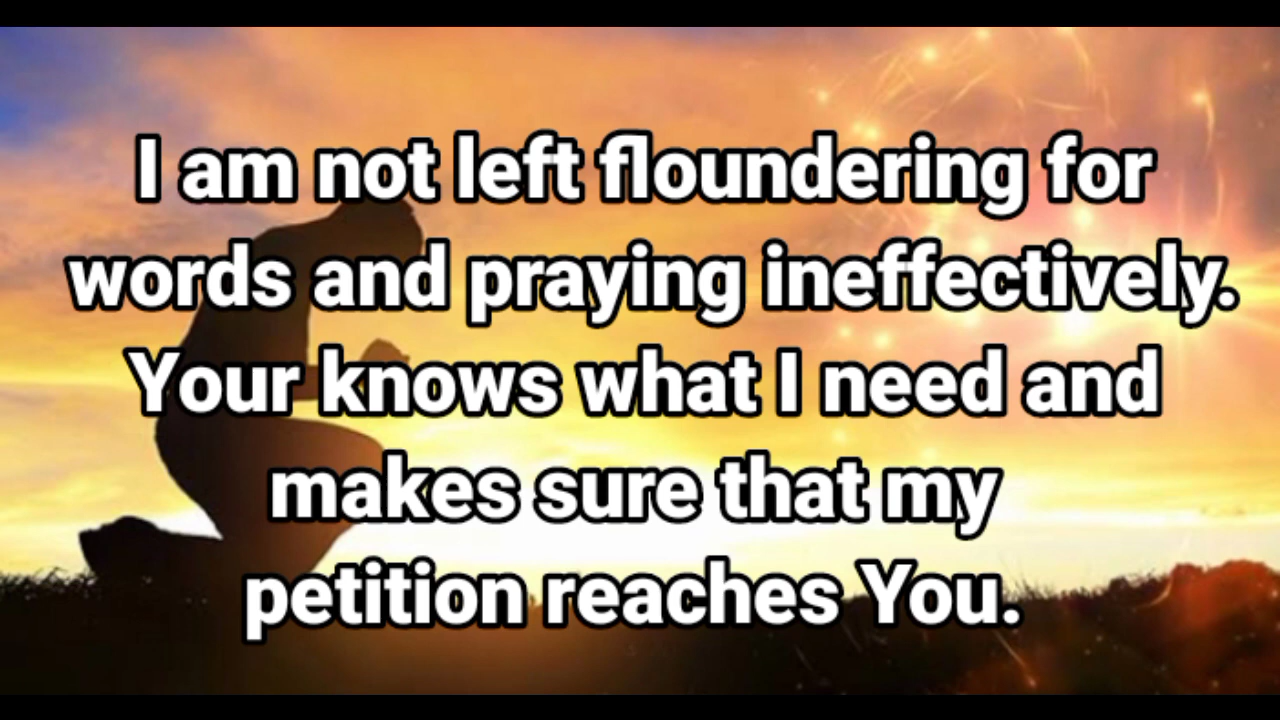 I am not left floundering for
words and praying ineffectively.
Your knows what I need and
makes sure that my
petition reaches You.